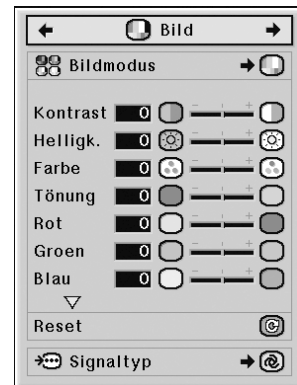 Bild
Bildmodus
Kontrast 0
Helligk. 0
Farbe 0
Tönung 0
Rot 0
Groen 0
Blau 0
Reset
Signaltyp